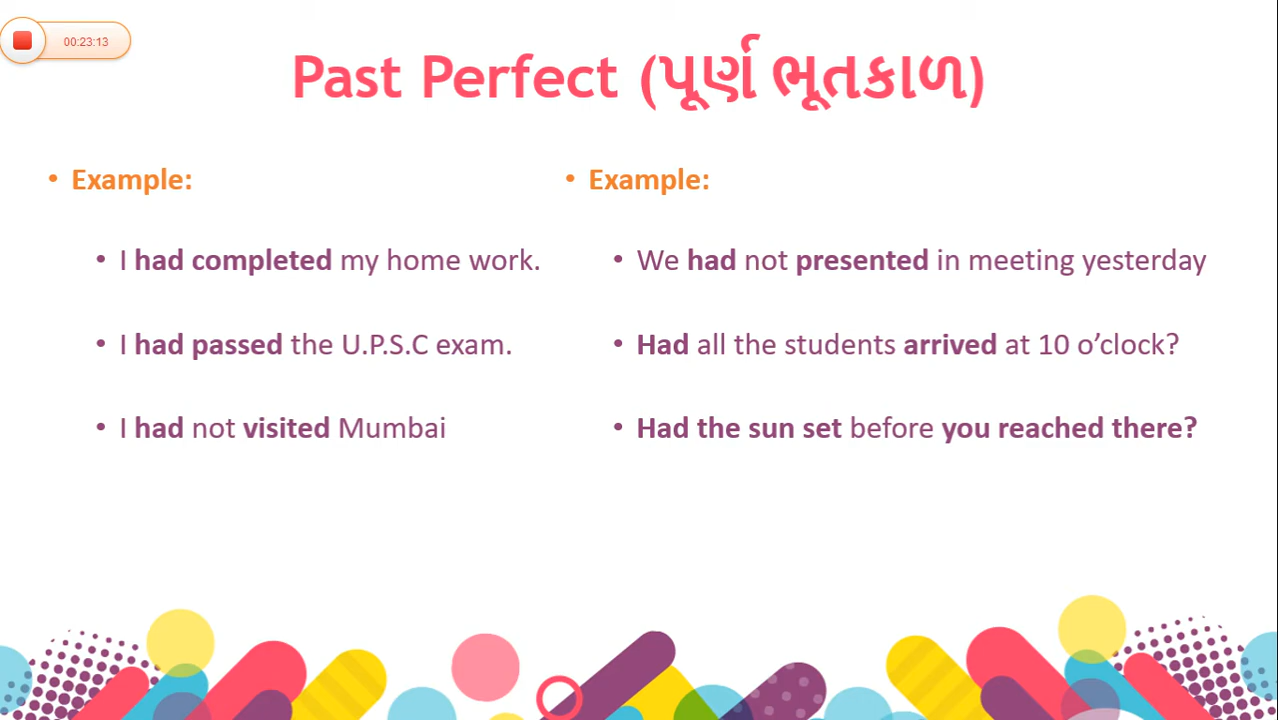 00:23:13
Past Perfect (પૂર્ણ ભૂતકાળ)
• Example:
• I had completed my home work.
• I had passed the U.P.S.C exam.
• I had not visited Mumbai
• Example:
• We had not presented in meeting yesterday
• Had all the students arrived at 10 o’clock?
• Had the sun set before you reached there?